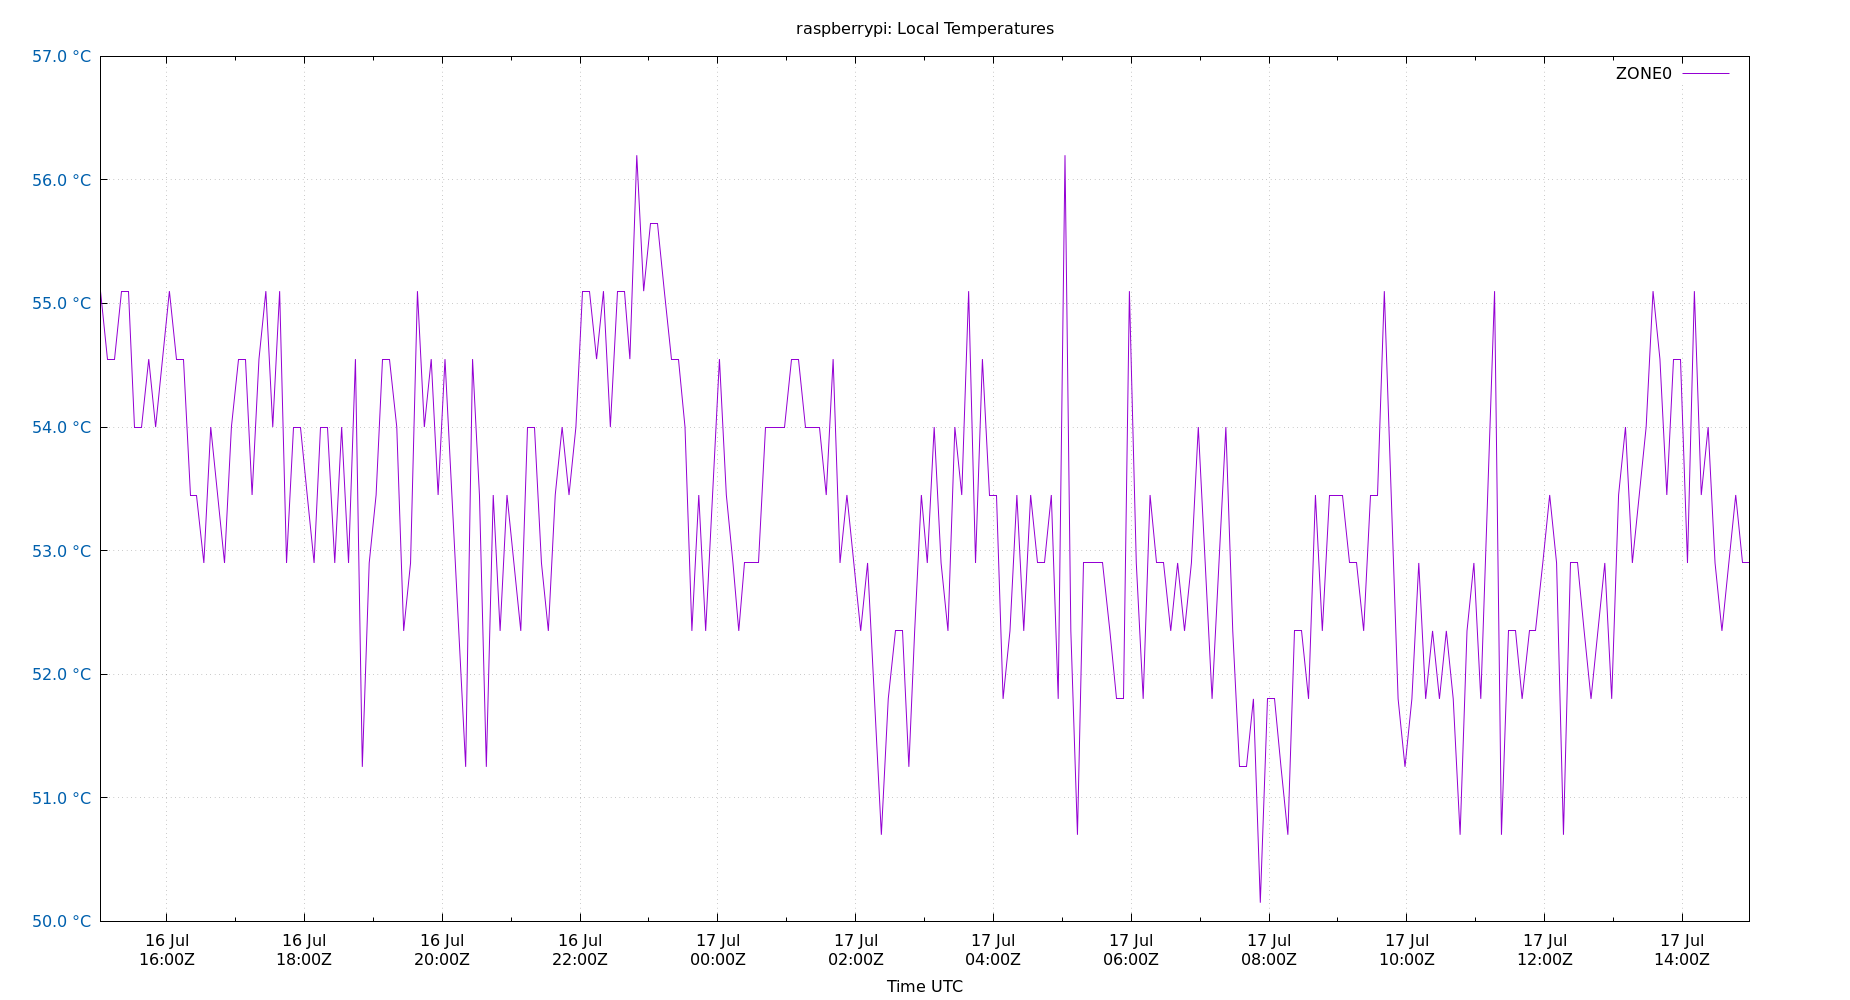 raspberrypi: Local Temperatures
57.0 °C
ZONE0
56.0 °C
55.0 °C
54.0 °C
53.0 °C
52.0 °C
51.0 °C
50.0 °C
16 Jul 16 Jul 16 Jul 16 Jul 17 Jul 17 Jul 17 Jul 17 Jul 17 Jul 17 Jul 17 Jul 17 Jul
16:00Z 18:00Z 20:00Z 22:00Z 00:00Z 02:00Z 04:00Z 06:00Z 08:00Z 10:00Z 12:00Z 14:00Z
Time UTC